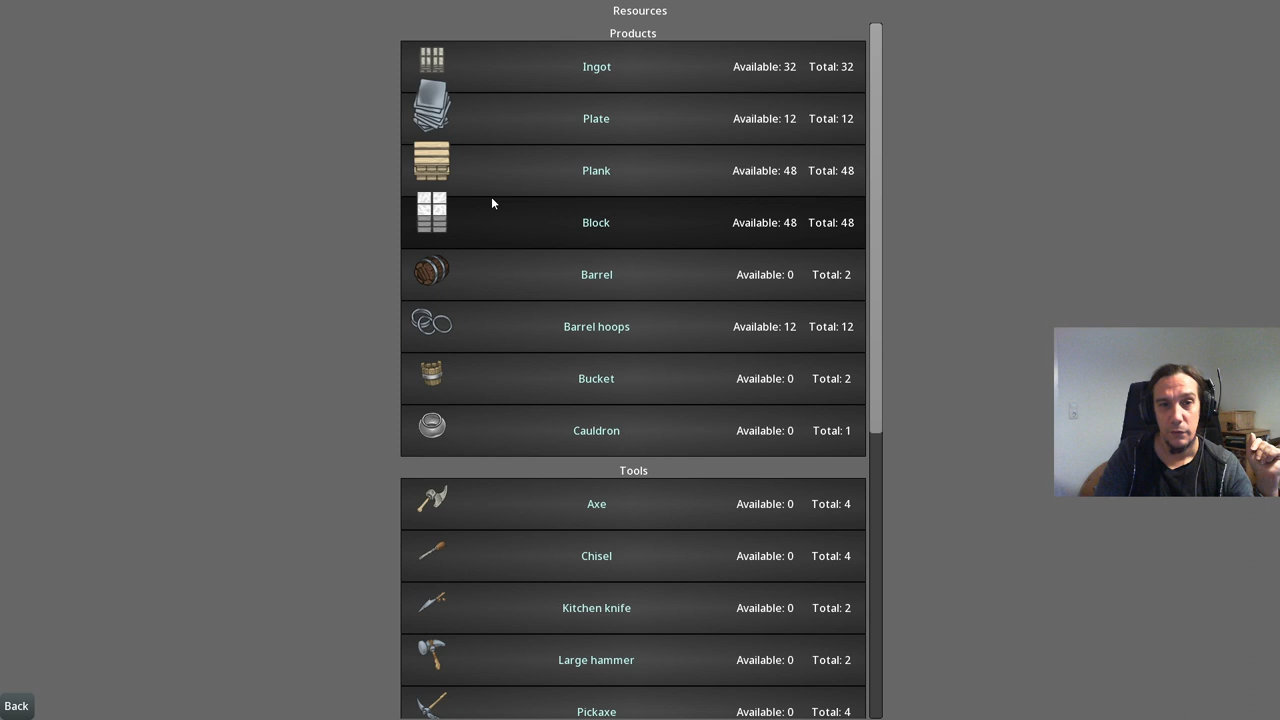 Resources
Products
Ingot Available: 32 Total: 32
Plate Available: 12 Total: 12
Plank Available: 48 Total: 48
Block Available: 48 Total: 48
Barrel Available: 0 Total: 2
Barrel hoops Available: 12 Total: 12
Bucket Available: 0 Total: 2
Cauldron Available: 0 Total: 1
Tools
Axe Available: 0 Total: 4
Chisel Available: 0 Total: 4
Kitchen knife Available: 0 Total: 2
Large hammer Available: 0 Total: 2
Pickaxe Available: 0 Total: 4
Back